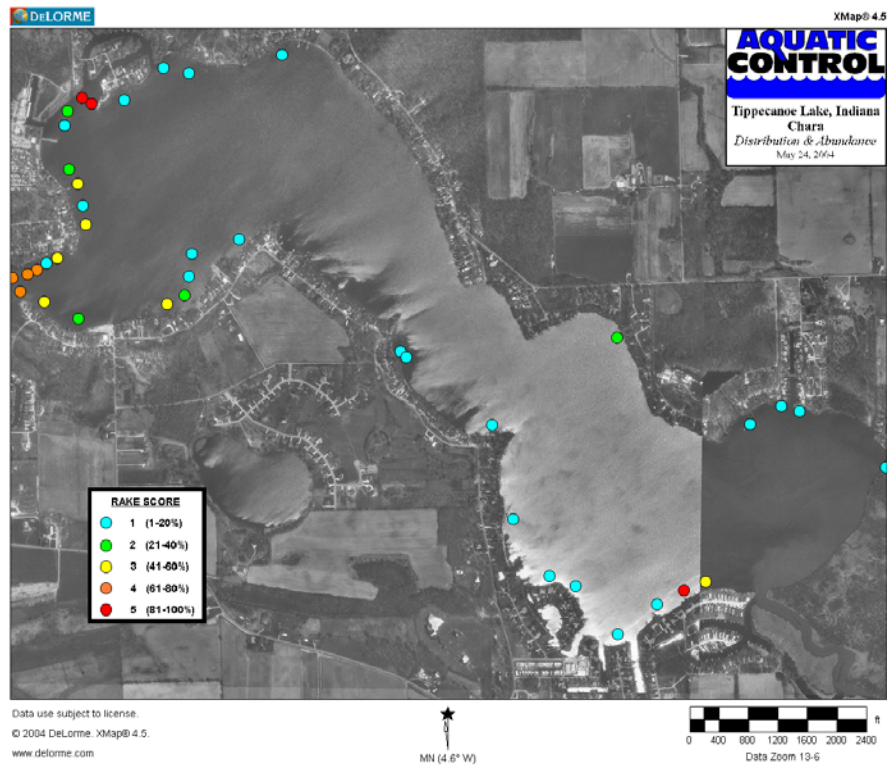 DELORME
XMap® 4.5
AQUATIC
CONTROL
Tippecanoe Lake, Indiana
Chara
Distribution & Abundance
May 24, 2004
RAKE SCORE
1 (1-20%)
2 (21-40%)
3 (41-60%)
4 (61-80%)
5 (81-100%)
Data use subject to license.
© 2004 DeLorme. XMap® 4.5.
www.delorme.com
MN (4.6° W)
ft
0 400 800 1200 1600 2000 2400
Data Zoom 13-6